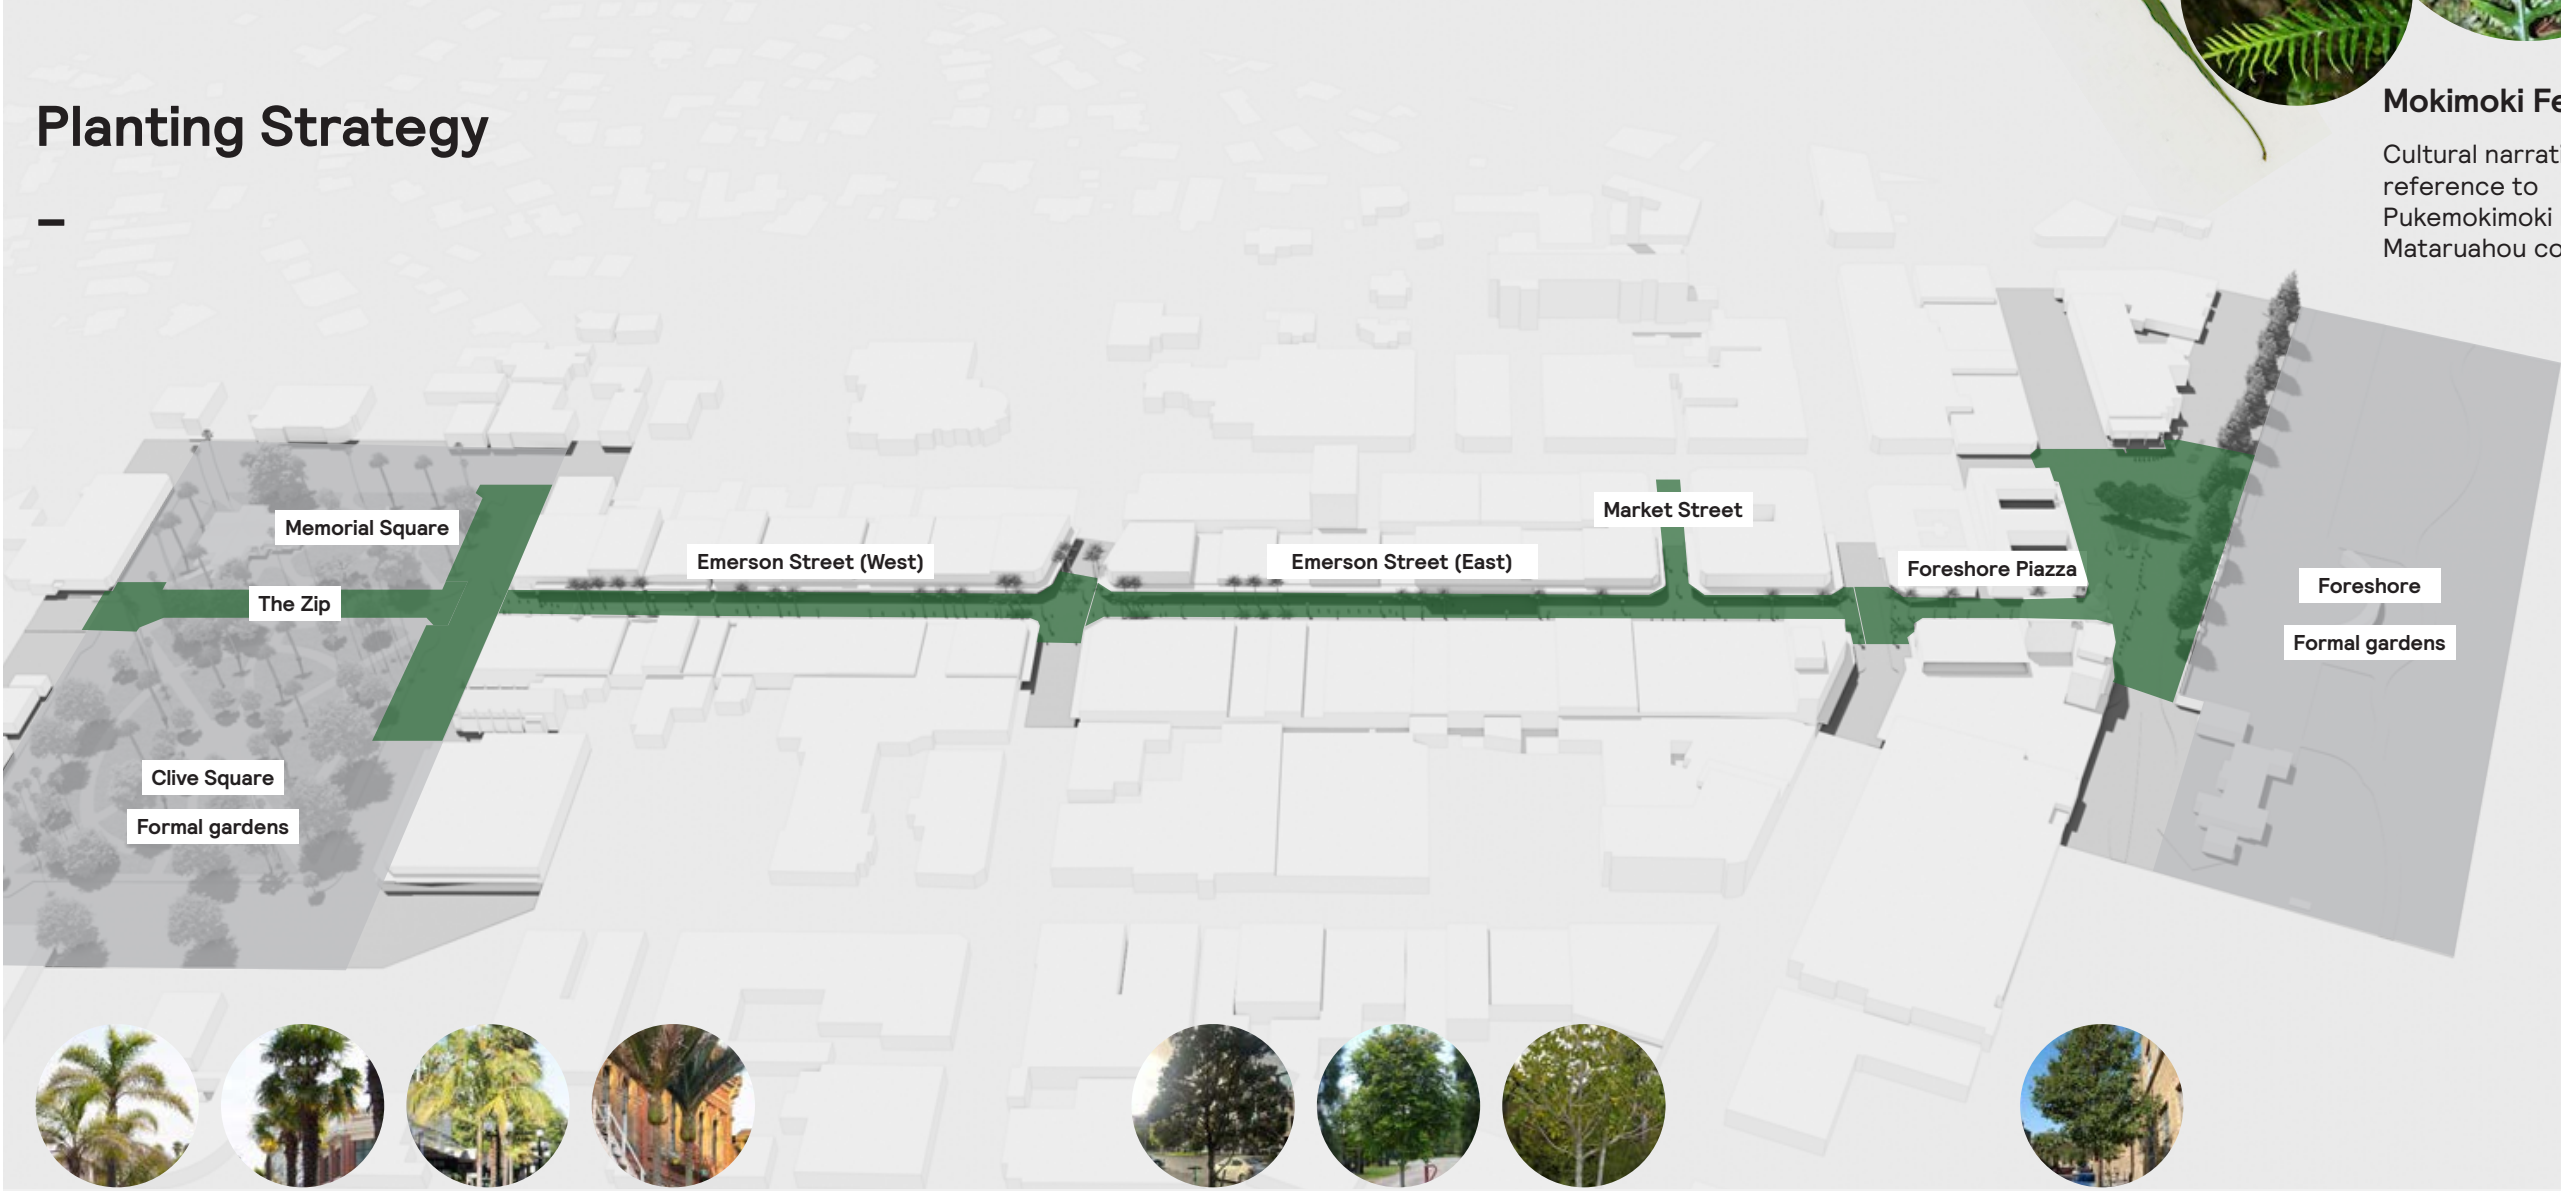 Planting Strategy
–
Mokimoki Fe
Cultural narrati
reference to
Pukemokimoki
Mataruahou co
Memorial Square
The Zip
Clive Square
Formal gardens
Emerson Street (West)
Emerson Street (East)
Market Street
Foreshore Piazza
Foreshore
Formal gardens